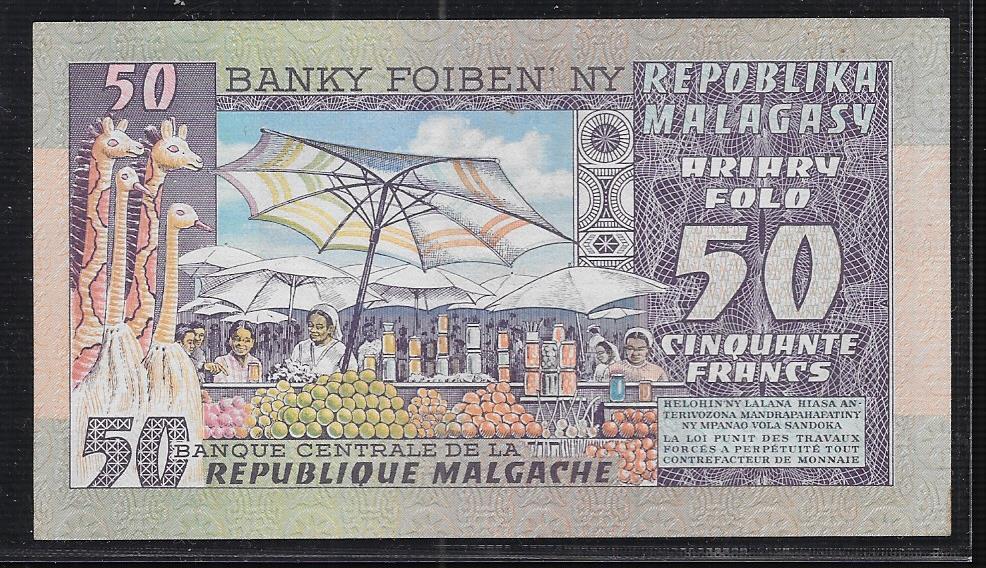 50
BANKY FOIBEN' NY
REPOBLIKA
MALAGASY
ARIARY
FOLO
50
CINQUANTE
FRANCS
HELOHIN'NY LALANA HIASA AN-
TERIVOZONA MANDRAPAHAFATINY
NY MPANAO VOLA SANDOKA
LA LOI PUNIT DES TRAVAUX
FORCÉS A PERPÉTUITÉ TOUT
CONTREFACTEUR DE MONNAIE
50
BANQUE CENTRALE DE LA
REPUBLIQUE MALGACHE